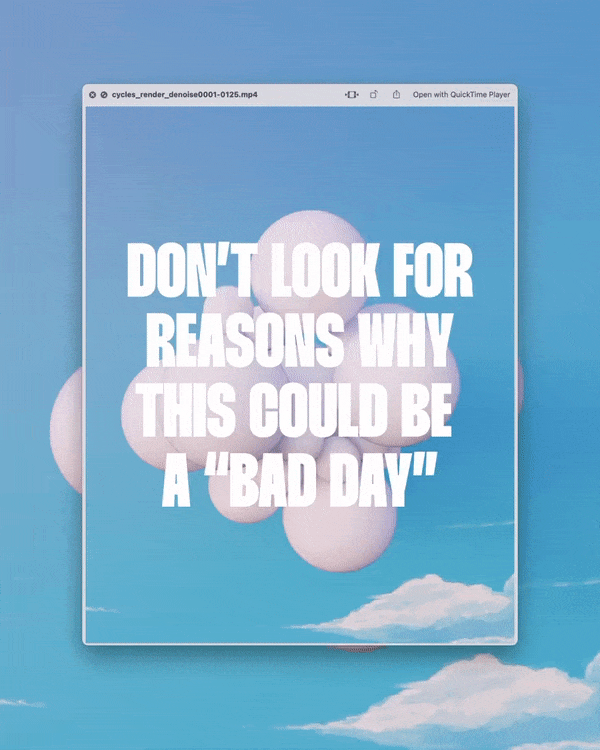 cycles_render_denoise0001-0125.mp4 Open with QuickTime Player
DON'T LOOK FOR
REASONS WHY
THIS COULD BE
A "BAD DAY"